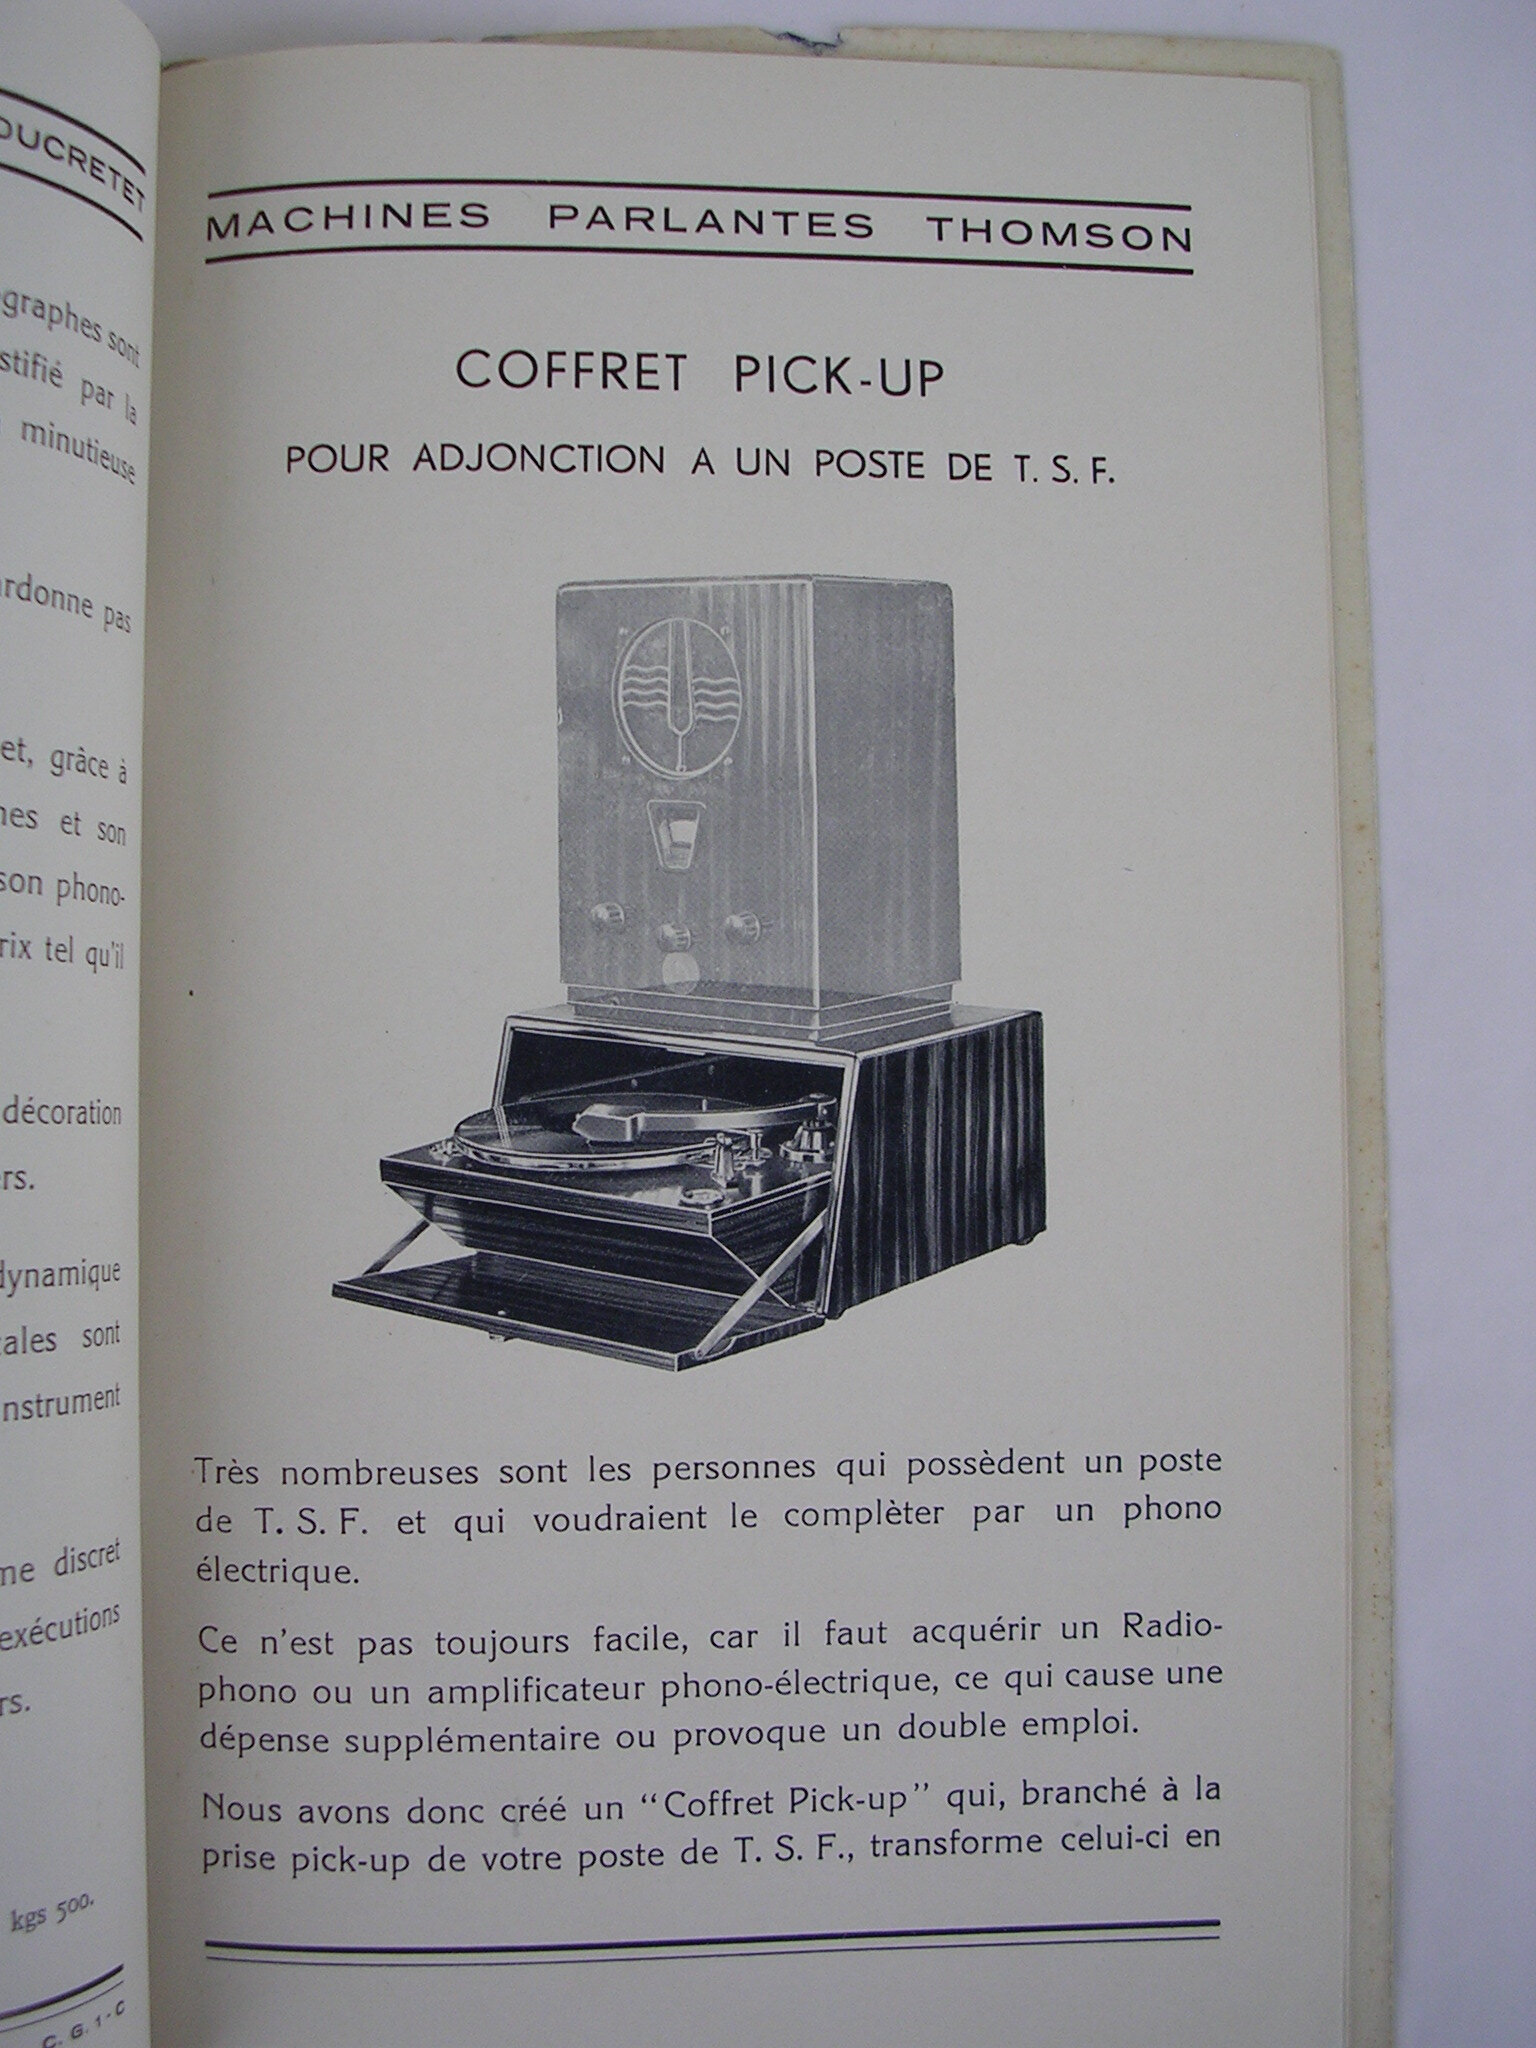 DUCRETET
graphes sont
stifié par la
minutieuse
rdonne pas
et, grâce à
nes et son
son phono-
rix tel qu'il
décoration
rs.
dynamique
ales sont
nstrument
me discret
exécutions
rs.
kgs 500.
C. G. 1 - C
MACHINES PARLANTES THOMSON
COFFRET PICK-UP
POUR ADJONCTION A UN POSTE DE T. S. F.
Très nombreuses sont les personnes qui possèdent un poste
de T. S. F. et qui voudraient le complèter par un phono
électrique.
Ce n'est pas toujours facile, car il faut acquérir un Radio-
phono ou un amplificateur phono-électrique, ce qui cause une
dépense supplémentaire ou provoque un double emploi.
Nous avons donc créé un “Coffret Pick-up” qui, branché à la
prise pick-up de votre poste de T. S. F., transforme celui-ci en